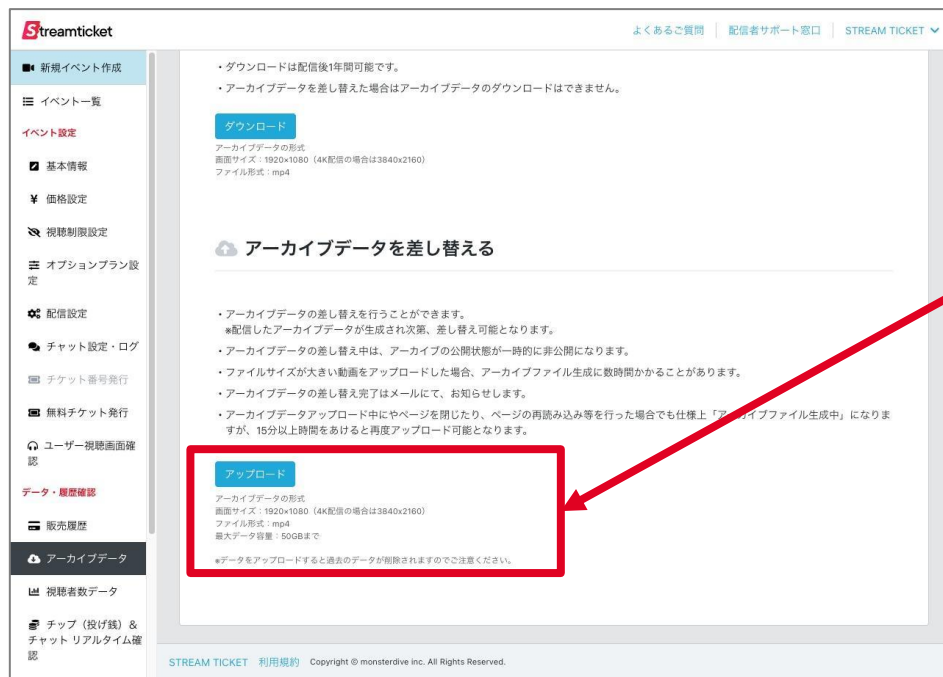 Streamticket
よくあるご質問
配信者サポート窓口
STREAM TICKET
新規イベント作成
イベント一覧
イベント設定
基本情報
価格設定
視聴制限設定
オプションプラン設
定
配信設定
チャット設定・ログ
チケット番号発行
無料チケット発行
ユーザー視聴画面確
認
データ・履歴確認
販売履歴
アーカイブデータ
視聴者数データ
チップ（投げ銭）&
チャット リアルタイム確
認
・ダウンロードは配信後1年間可能です。
・アーカイブデータを差し替えた場合はアーカイブデータのダウンロードはできません。
ダウンロード
アーカイブデータの形式
画面サイズ：1920×1080（4K配信の場合は3840x2160）
ファイル形式：mp4
アーカイブデータを差し替える
・アーカイブデータの差し替えを行うことができます。
※配信したアーカイブデータが生成され次第、差し替え可能となります。
・アーカイブデータの差し替え中は、アーカイブの公開状態が一時的に非公開になります。
・ファイルサイズが大きい動画をアップロードした場合、アーカイブファイル生成に数時間かかることがあります。
・アーカイブデータの差し替え完了はメールにて、お知らせします。
・アーカイブデータアップロード中にやページを閉じたり、ページの再読み込み等を行った場合でも仕様上「アーカイブファイル生成中」になりま
すが、15分以上時間をあけると再度アップロード可能となります。
アップロード
アーカイブデータの形式
画面サイズ：1920×1080（4K配信の場合は3840x2160）
ファイル形式：mp4
最大データ容量：50GBまで
※データをアップロードすると過去のデータが削除されますのでご注意ください。
STREAM TICKET 利用規約 Copyright © monsterdive inc. All Rights Reserved.